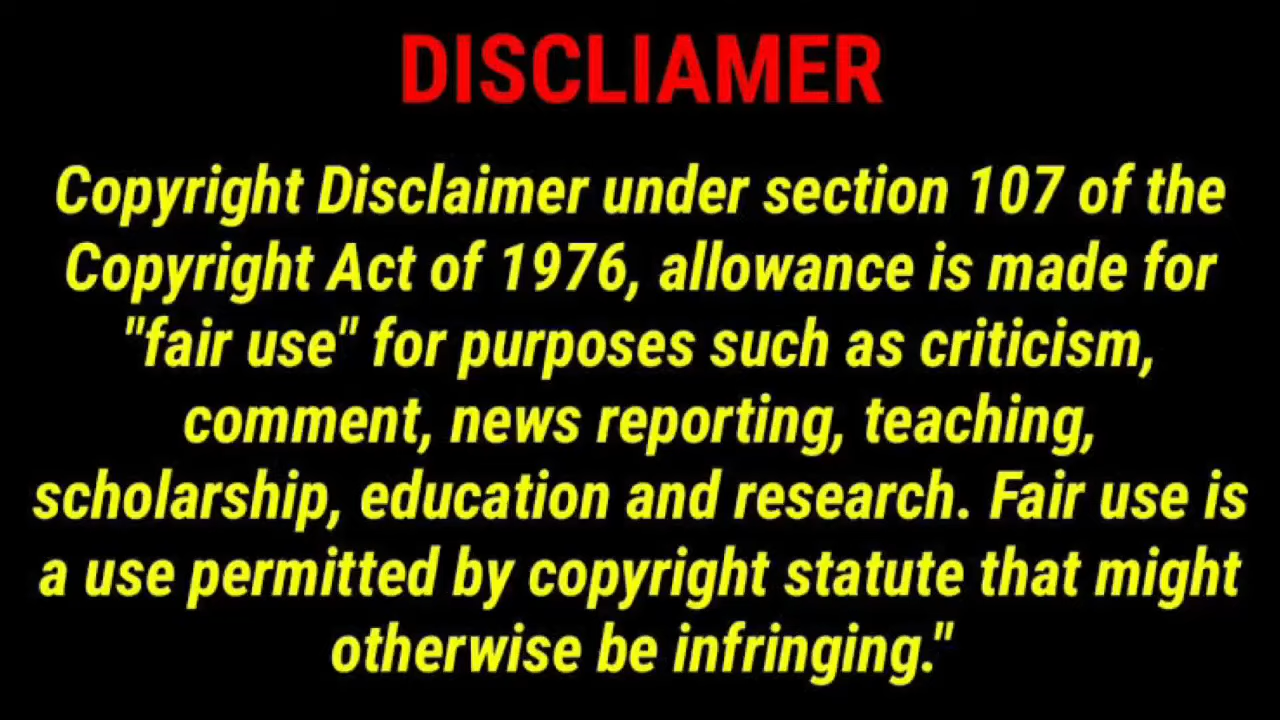 DISCLIAMER
Copyright Disclaimer under section 107 of the
Copyright Act of 1976, allowance is made for
"fair use" for purposes such as criticism,
comment, news reporting, teaching,
scholarship, education and research. Fair use is
a use permitted by copyright statute that might
otherwise be infringing."